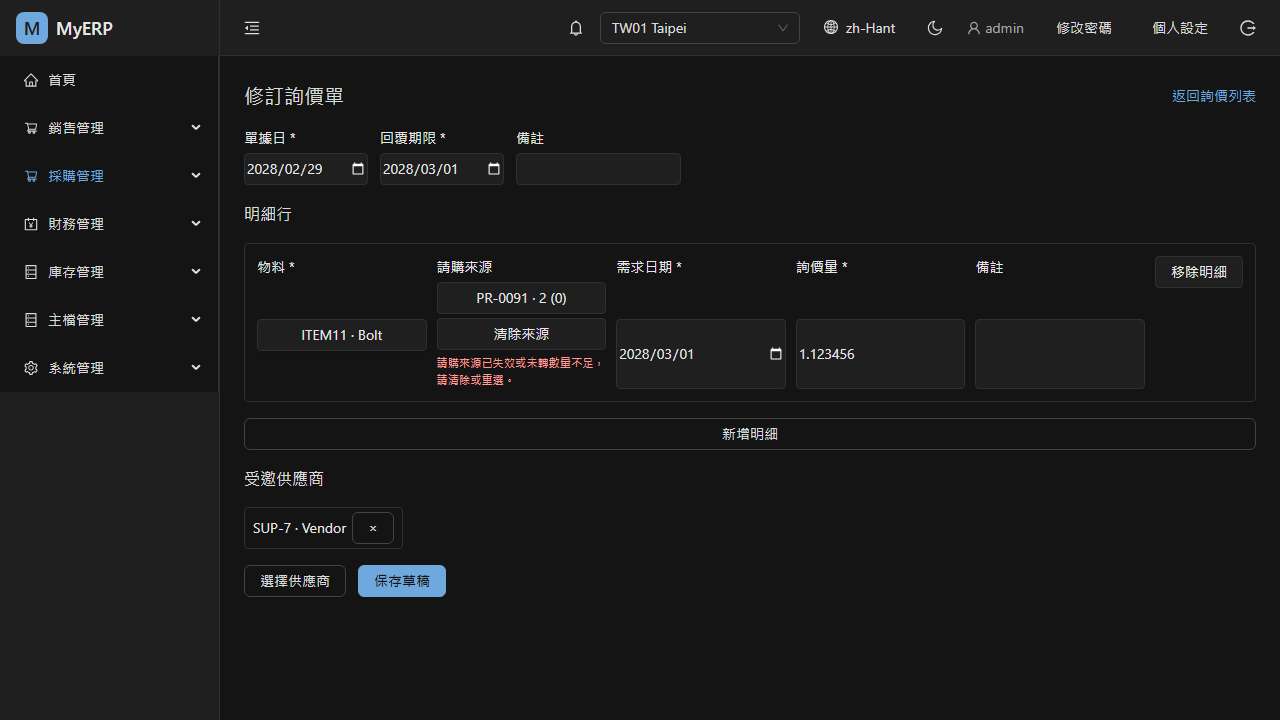 M MyERP
TW01 Taipei
zh-Hant
admin
修改密碼
個人設定
首頁
銷售管理
採購管理
財務管理
庫存管理
主檔管理
系統管理
修訂詢價單
返回詢價列表
單據日 *
回覆期限 *
備註
2028/02/29
2028/03/01
明細行
物料 *
請購來源
需求日期 *
詢價量 *
備註
移除明細
PR-0091 · 2 (0)
ITEM11 · Bolt
清除來源
請購來源已失效或未轉數量不足，
請清除或重選。
2028/03/01
1.123456
新增明細
受邀供應商
SUP-7 · Vendor
×
選擇供應商
保存草稿